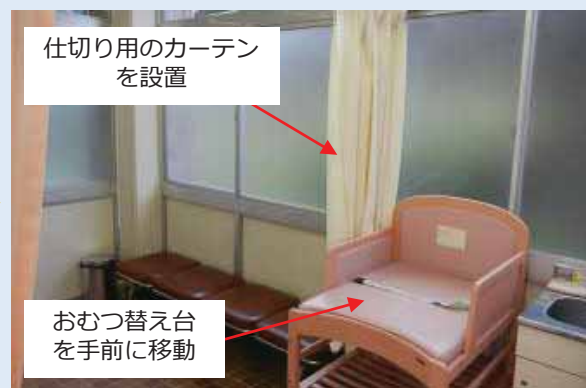 仕切り用のカーテン
を設置
おむつ替え台
を手前に移動